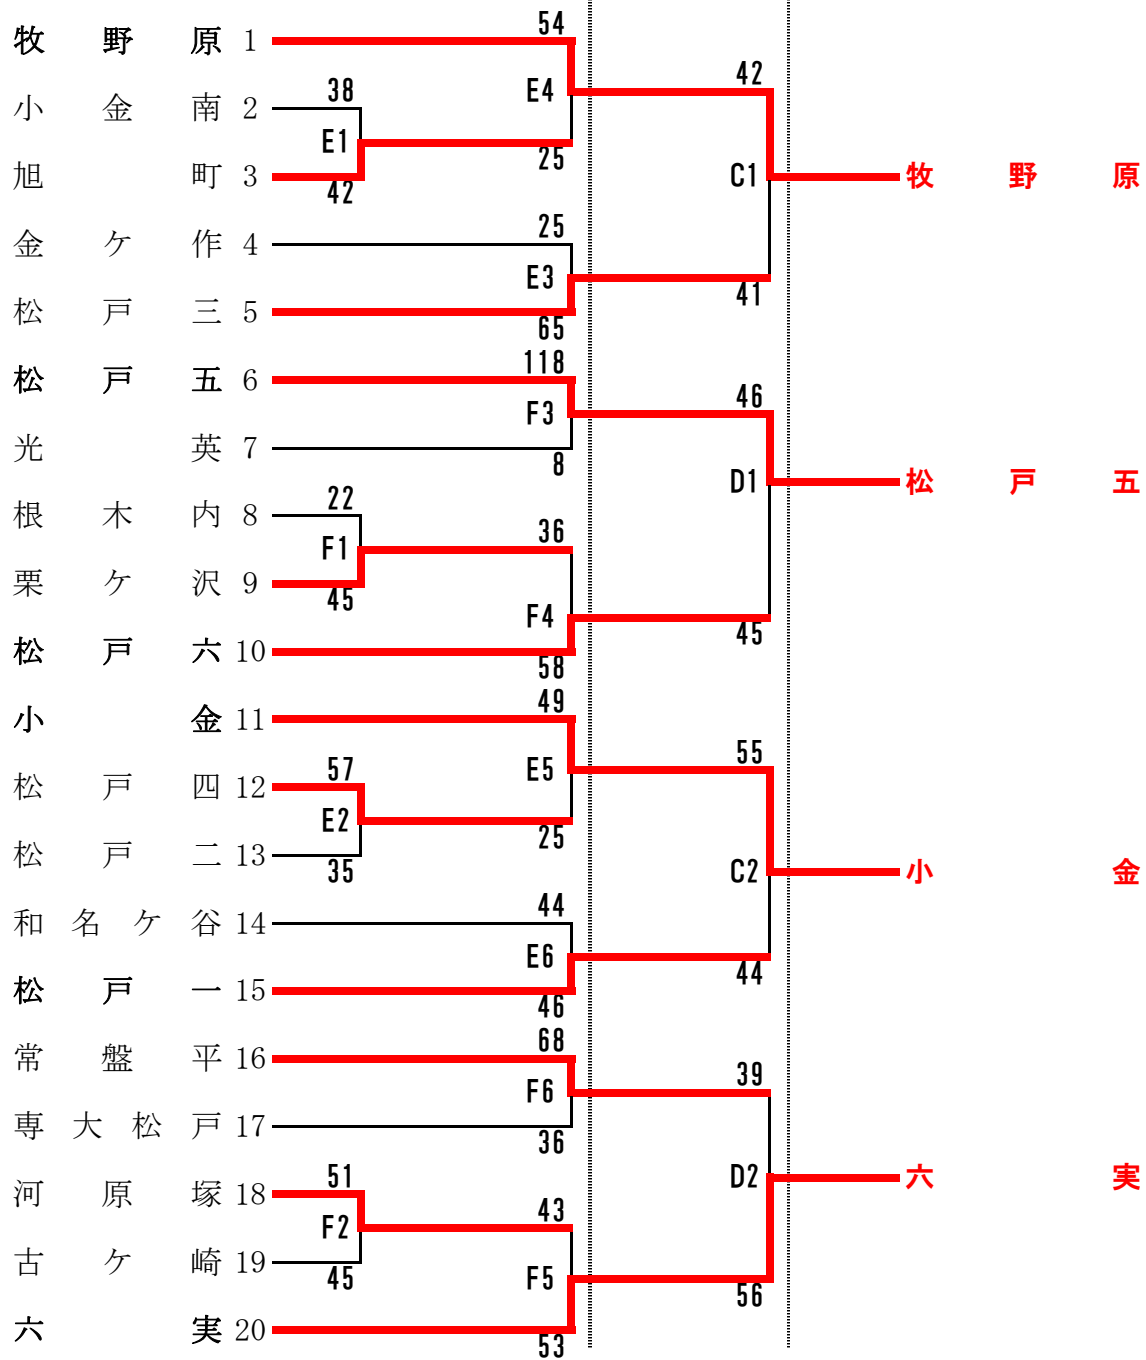 54
牧野原 1
42
38
E4
小金南 2
E1
25
旭町 3
42
C1
牧野原
25
金ケ作 4
E3
41
松戸三 5
65
118
松戸五 6
46
F3
光英 7
8
D1
松戸五
22
根木内 8
36
F1
栗ケ沢 9
45
F4
45
松戸六 10
58
49
小金 11
55
57
E5
松戸四 12
E2
25
松戸二 13
35
C2
小金
44
和名ケ谷 14
E6
44
松戸一 15
46
68
常盤平 16
39
F6
専大松戸 17
36
51
D2
六実
河原塚 18
43
F2
古ケ崎 19
45
F5
56
六実 20
53